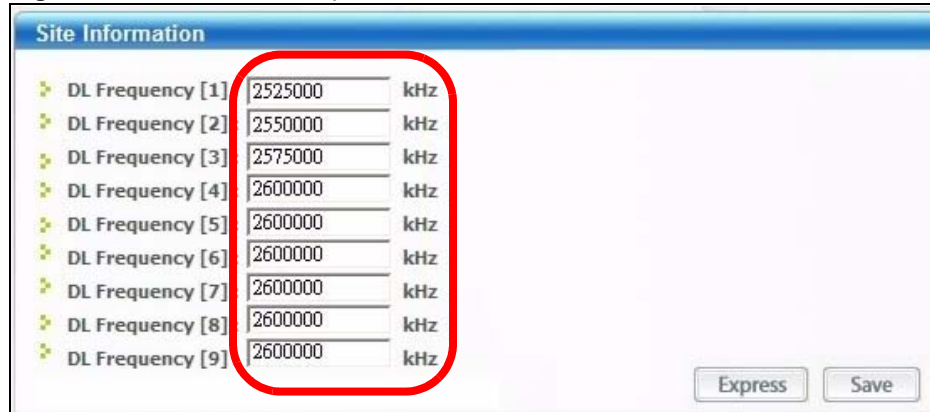 Site Information
DL Frequency [1] 2525000 kHz
DL Frequency [2] 2550000 kHz
DL Frequency [3] 2575000 kHz
DL Frequency [4] : 2600000 kHz
DL Frequency [5] : 2600000 kHz
DL Frequency [6] : 2600000 kHz
DL Frequency [7] : 2600000 kHz
DL Frequency [8] : 2600000 kHz
DL Frequency [9] 2600000 kHz
Express Save